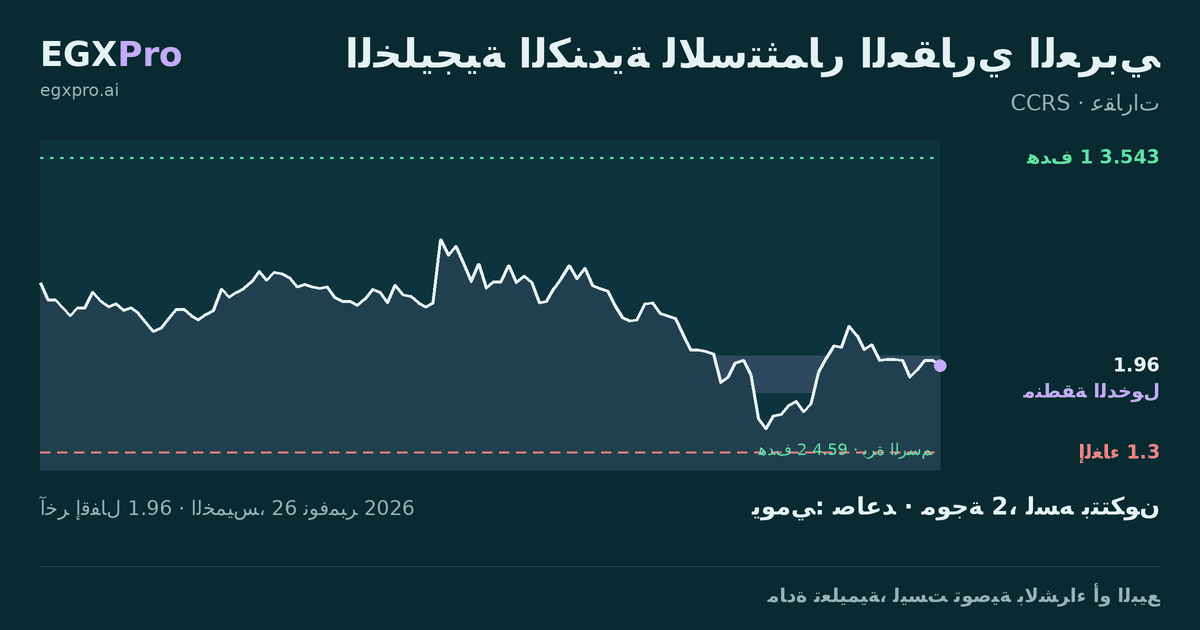 EGXPro
egxpro.ai
الخليجية الكندية للاستثمار العقاري العربي
CCRS · عقارات
هدف 1 3.543
1.96
منطقة الدخول
هدف 2 4.59 · برة الرسم
إلغاء 1.3
آخر إقفال 1.96 · الخميس، 26 نوفمبر 2026
يومي: صاعد · موجة 2، لسه بتتكون
مادة تعليمية، ليست توصية بالشراء أو البيع